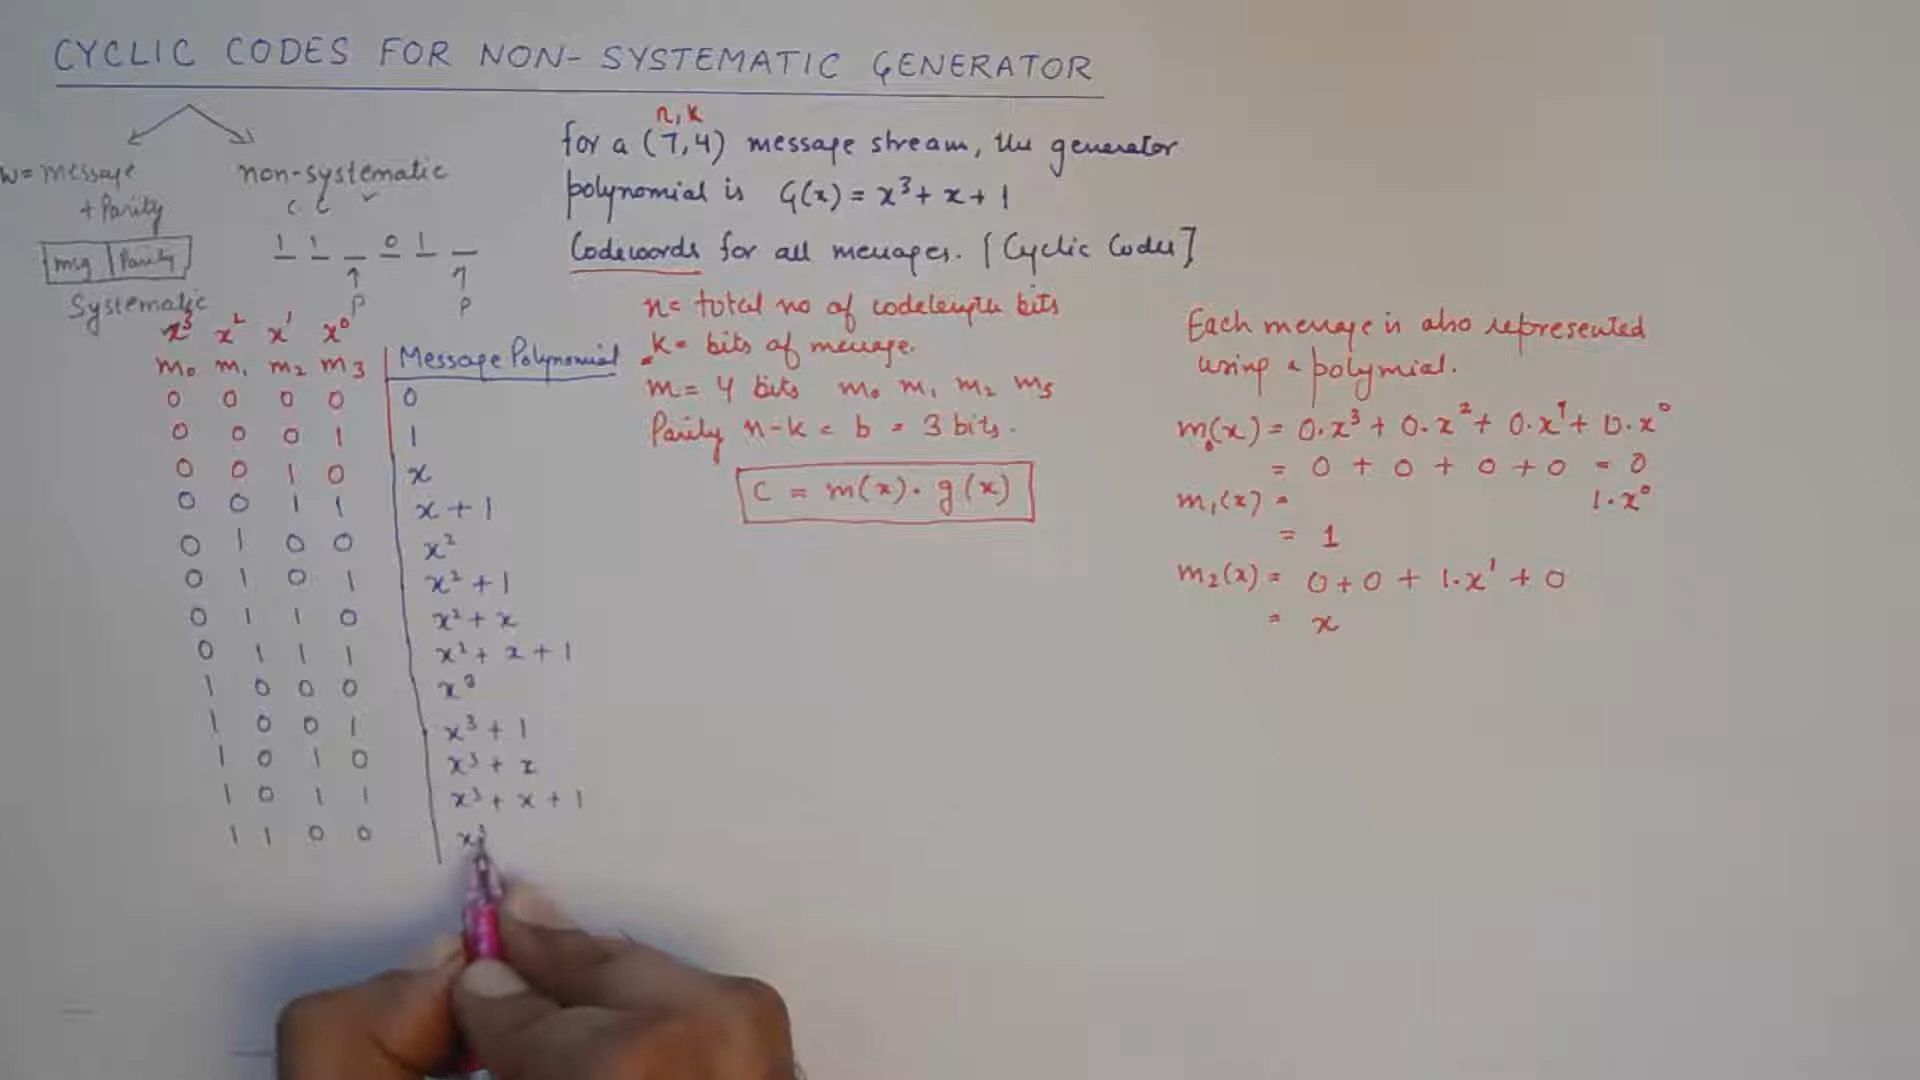 CYCLIC CODES FOR NON-SYSTEMATIC GENERATOR
w = message
+ Parity
msg | Parity
Systematic
non-systematic
c c
1 1 _ 0 1 _
P P
n, k
for a (7,4) message stream, the generator
polynomial is G(x) = x³ + x + 1
Codewords for all messages. [Cyclic Codes]
n = total no of codelength bits
k = bits of message.
m = 4 bits m₀ m₁ m₂ m₃
Parity n-k = b = 3 bits.
C = m(x) · g(x)
x³ x² x¹ x⁰
m₀ m₁ m₂ m₃ | Message Polynomial
0 0 0 0 | 0
0 0 0 1 | 1
0 0 1 0 | x
0 0 1 1 | x + 1
0 1 0 0 | x²
0 1 0 1 | x² + 1
0 1 1 0 | x² + x
0 1 1 1 | x² + x + 1
1 0 0 0 | x³
1 0 0 1 | x³ + 1
1 0 1 0 | x³ + x
1 0 1 1 | x³ + x + 1
1 1 0 0 | x³
Each message is also represented
using a polymial.
m₀(x) = 0·x³ + 0·x² + 0·x¹ + 0·x⁰
= 0 + 0 + 0 + 0 = 0
m₁(x) = 1·x⁰
= 1
m₂(x) = 0 + 0 + 1·x¹ + 0
= x